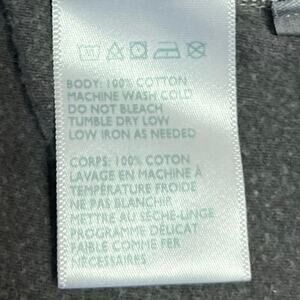 BODY: 100% COTTON
MACHINE WASH COLD
DO NOT BLEACH
TUMBLE DRY LOW
LOW IRON AS NEEDED
CORPS: 100% COTON
LAVAGE EN MACHINE À
TEMPÉRATURE FROIDE
NE PAS BLANCHIR
METTRE AU SÈCHE-LINGE
PROGRAMME DÉLICAT
FAIBLE COMME FER
NÉCESSAIRES